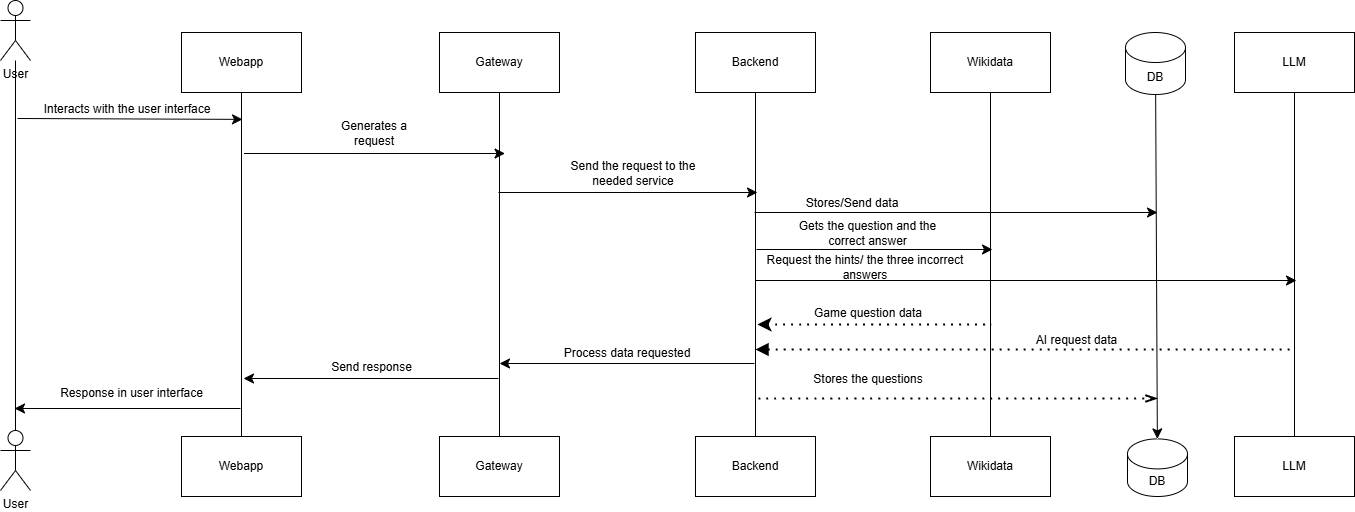 User
Webapp
Gateway
Backend
Wikidata
DB
LLM
Interacts with the user interface
Generates a
request
Send the request to the
needed service
Stores/Send data
Gets the question and the
correct answer
Request the hints/ the three incorrect
answers
Game question data
AI request data
Process data requested
Send response
Stores the questions
Response in user interface
User
Webapp
Gateway
Backend
Wikidata
DB
LLM